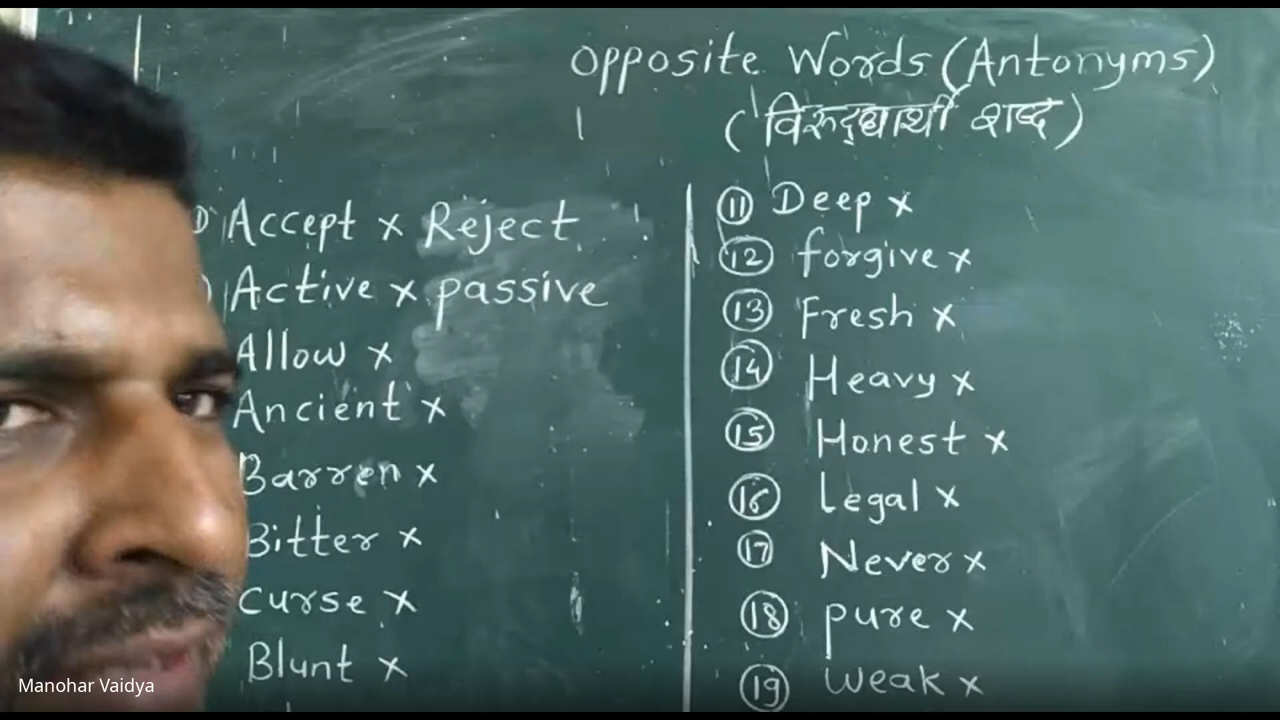 Opposite Words (Antonyms)
(विरुद्धार्थी शब्द)
Accept x Reject
Active x passive
Allow x
Ancient x
Barren x
Bitter x
Curse x
Blunt x
11 Deep x
12 forgive x
13 Fresh x
14 Heavy x
15 Honest x
16 Legal x
17 Never x
18 pure x
19 Weak x
Manohar Vaidya